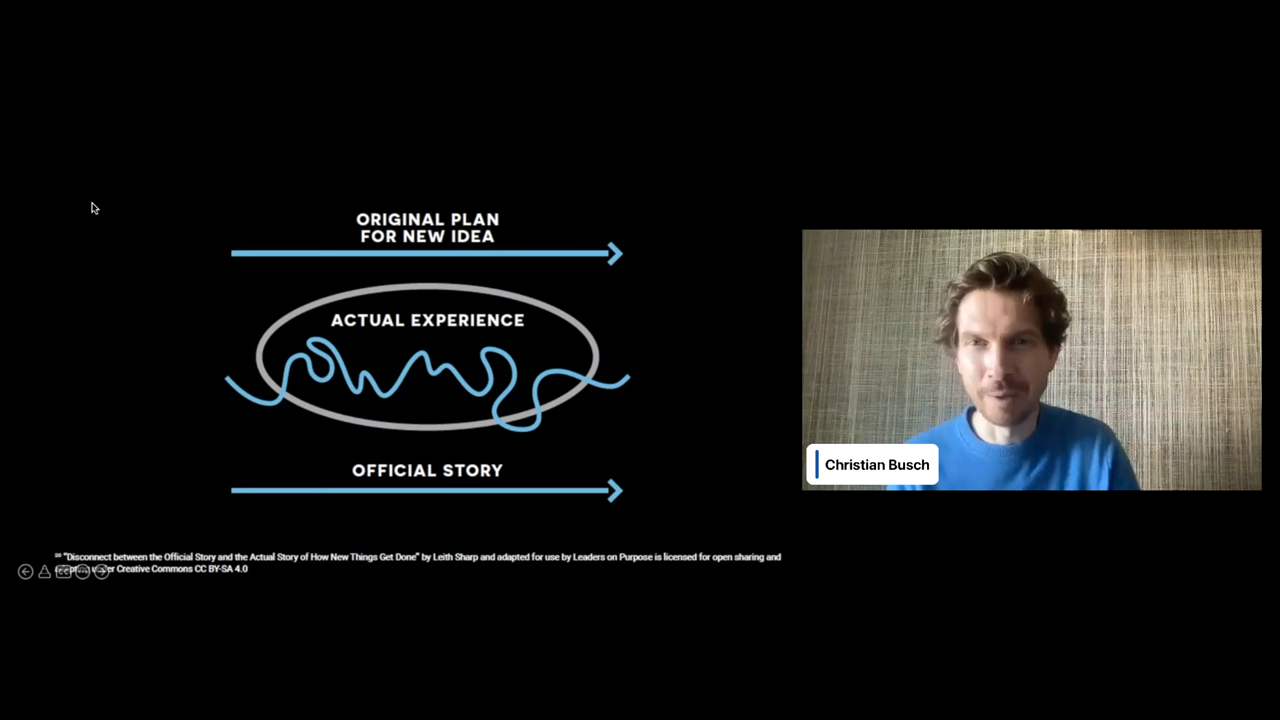 ORIGINAL PLAN
FOR NEW IDEA
ACTUAL EXPERIENCE
OFFICIAL STORY
Christian Busch
"Disconnect between the Official Story and the Actual Story of How New Things Get Done" by Leith Sharp and adapted for use by Leaders on Purpose is licensed for open sharing and
Creative Commons CC BY-SA 4.0